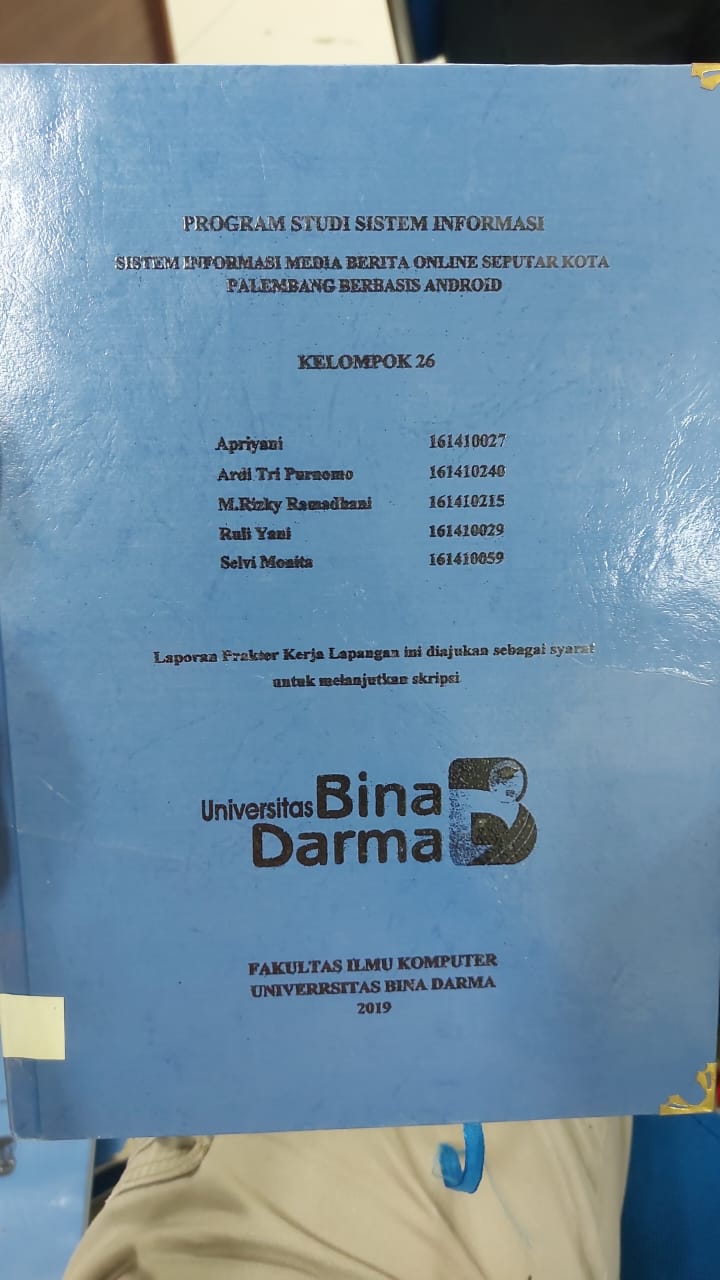 PROGRAM STUDI SISTEM INFORMASI
SISTEM INFORMASI MEDIA BERITA ONLINE SEPUTAR KOTA
PALEMBANG BERBASIS ANDROID
KELOMPOK 26
Apriyani 161410027
Ardi Tri Purnomo 161410240
M.Rizky Ramadhani 161410215
Ruli Yani 161410029
Selvi Monita 161410059
Laporan Prakter Kerja Lapangan ini diajukan sebagai syarat
untuk melanjutkan skripsi
Universitas Bina
Darma
FAKULTAS ILMU KOMPUTER
UNIVERRSITAS BINA DARMA
2019